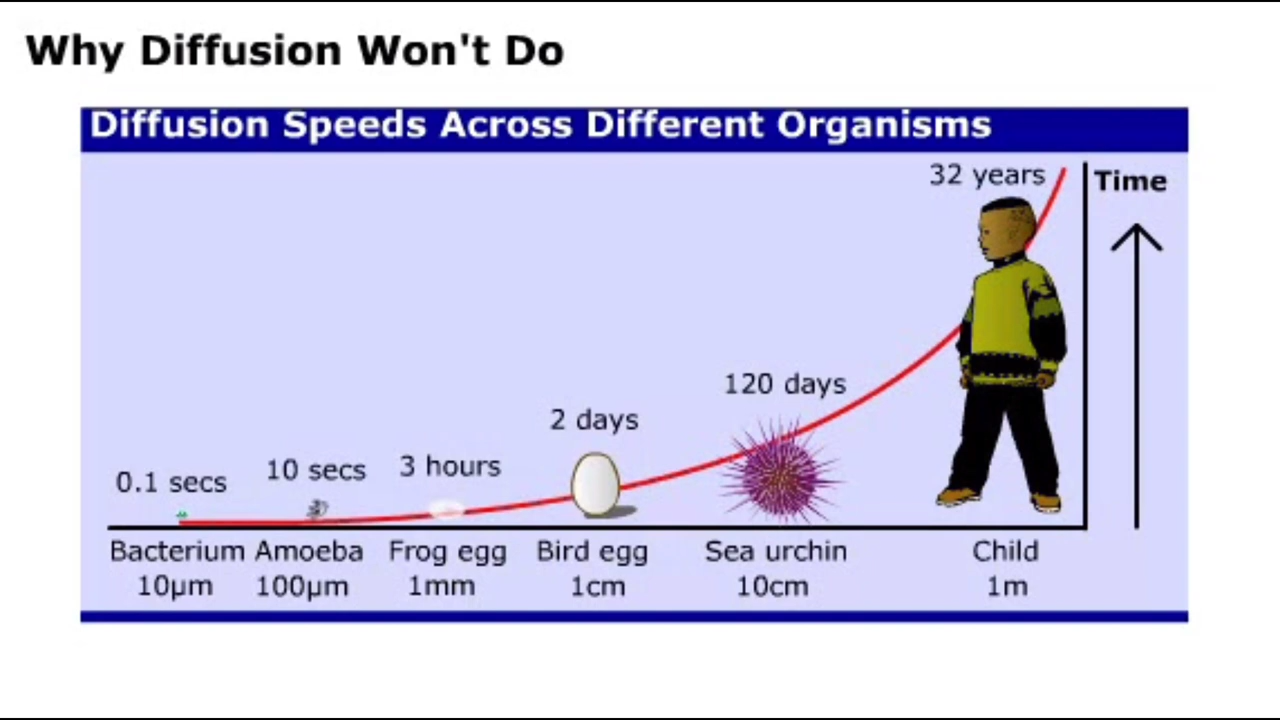 Why Diffusion Won't Do
Diffusion Speeds Across Different Organisms
32 years
Time
120 days
2 days
3 hours
10 secs
0.1 secs
Bacterium Amoeba Frog egg Bird egg Sea urchin Child
10µm 100µm 1mm 1cm 10cm 1m